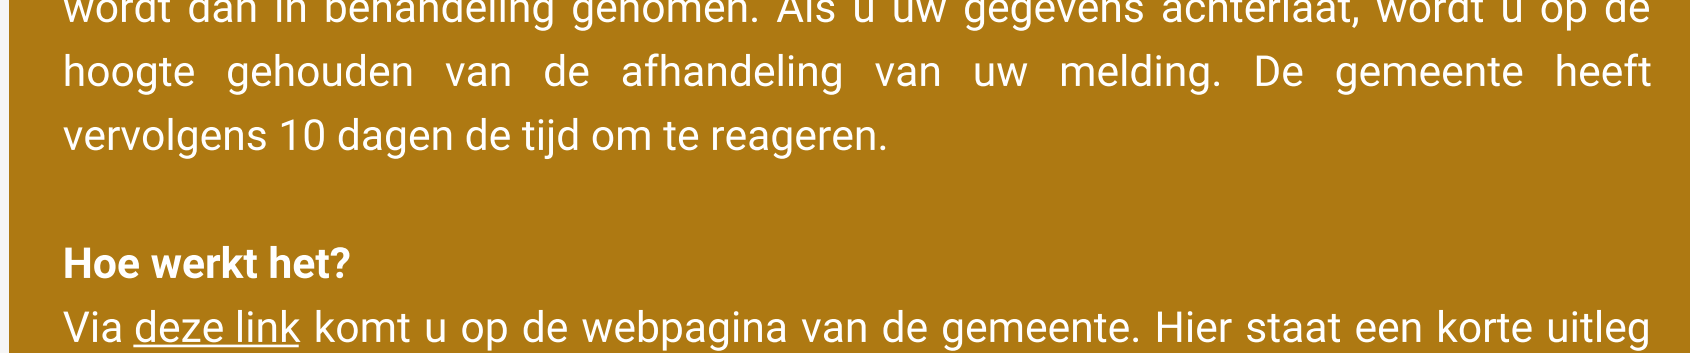 wordt dan in behandeling genomen. Als u uw gegevens achterlaat, wordt u op de
hoogte gehouden van de afhandeling van uw melding. De gemeente heeft
vervolgens 10 dagen de tijd om te reageren.
Hoe werkt het?
Via deze link komt u op de webpagina van de gemeente. Hier staat een korte uitleg